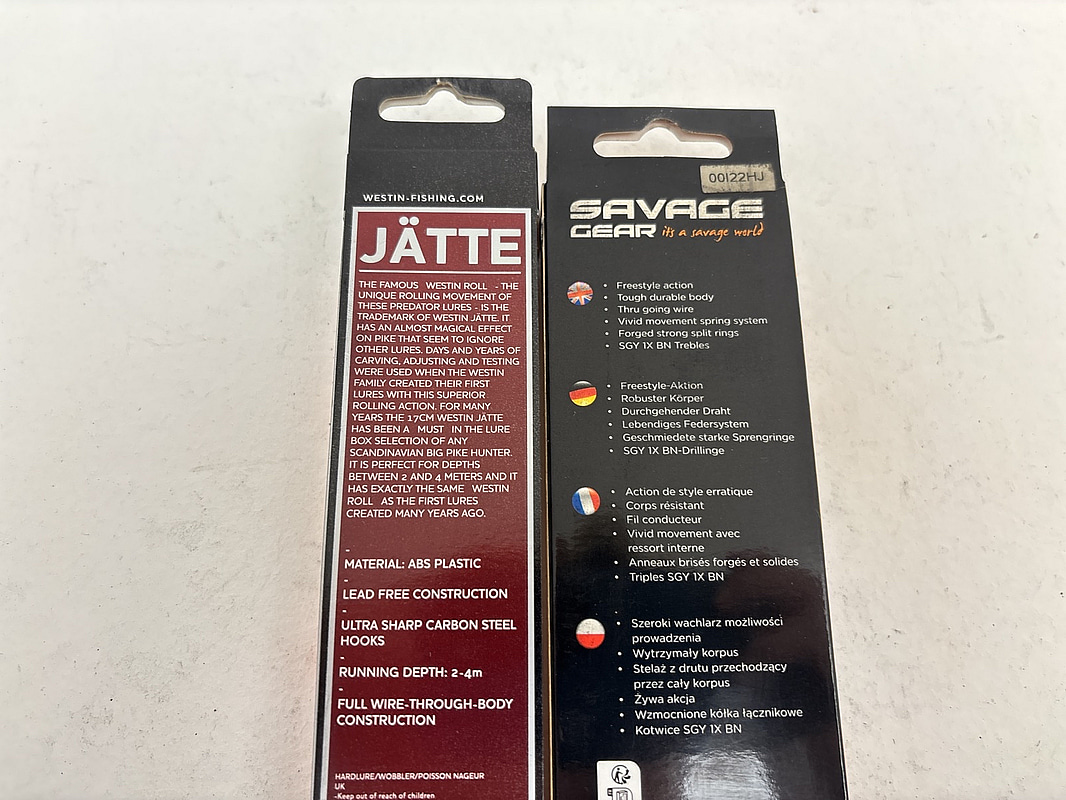 WESTIN-FISHING.COM
JÄTTE
THE FAMOUS WESTIN ROLL - THE
UNIQUE ROLLING MOVEMENT OF
THESE PREDATOR LURES - IS THE
TRADEMARK OF WESTIN JÄTTE. IT
HAS AN ALMOST MAGICAL EFFECT
ON PIKE THAT SEEM TO IGNORE
OTHER LURES. DAYS AND YEARS OF
CARVING, ADJUSTING AND TESTING
WERE USED WHEN THE WESTIN
FAMILY CREATED THEIR FIRST
LURES WITH THIS SUPERIOR
ROLLING ACTION. FOR MANY
YEARS THE 17CM WESTIN JÄTTE
HAS BEEN A MUST IN THE LURE
BOX SELECTION OF ANY
SCANDINAVIAN BIG PIKE HUNTER.
IT IS PERFECT FOR DEPTHS
BETWEEN 2 AND 4 METERS AND IT
HAS EXACTLY THE SAME WESTIN
ROLL AS THE FIRST LURES
CREATED MANY YEARS AGO.
-
MATERIAL: ABS PLASTIC
-
LEAD FREE CONSTRUCTION
-
ULTRA SHARP CARBON STEEL
HOOKS
-
RUNNING DEPTH: 2-4m
-
FULL WIRE-THROUGH-BODY
CONSTRUCTION
HARDLURE/WOBBLER/POISSON NAGEUR
UK
-Keep out of reach of children
00122HJ
SAVAGE
GEAR it's a savage world
• Freestyle action
• Tough durable body
• Thru going wire
• Vivid movement spring system
• Forged strong split rings
• SGY 1X BN Trebles
• Freestyle-Aktion
• Robuster Körper
• Durchgehender Draht
• Lebendiges Federsystem
• Geschmiedete starke Sprengringe
• SGY 1X BN-Drillinge
• Action de style erratique
• Corps résistant
• Fil conducteur
• Vivid movement avec
ressort interne
• Anneaux brisés forgés et solides
• Triples SGY 1X BN
• Szeroki wachlarz możliwości
prowadzenia
• Wytrzymały korpus
• Stelaż z drutu przechodzący
przez cały korpus
• Żywa akcja
• Wzmocnione kółka łącznikowe
• Kotwice SGY 1X BN